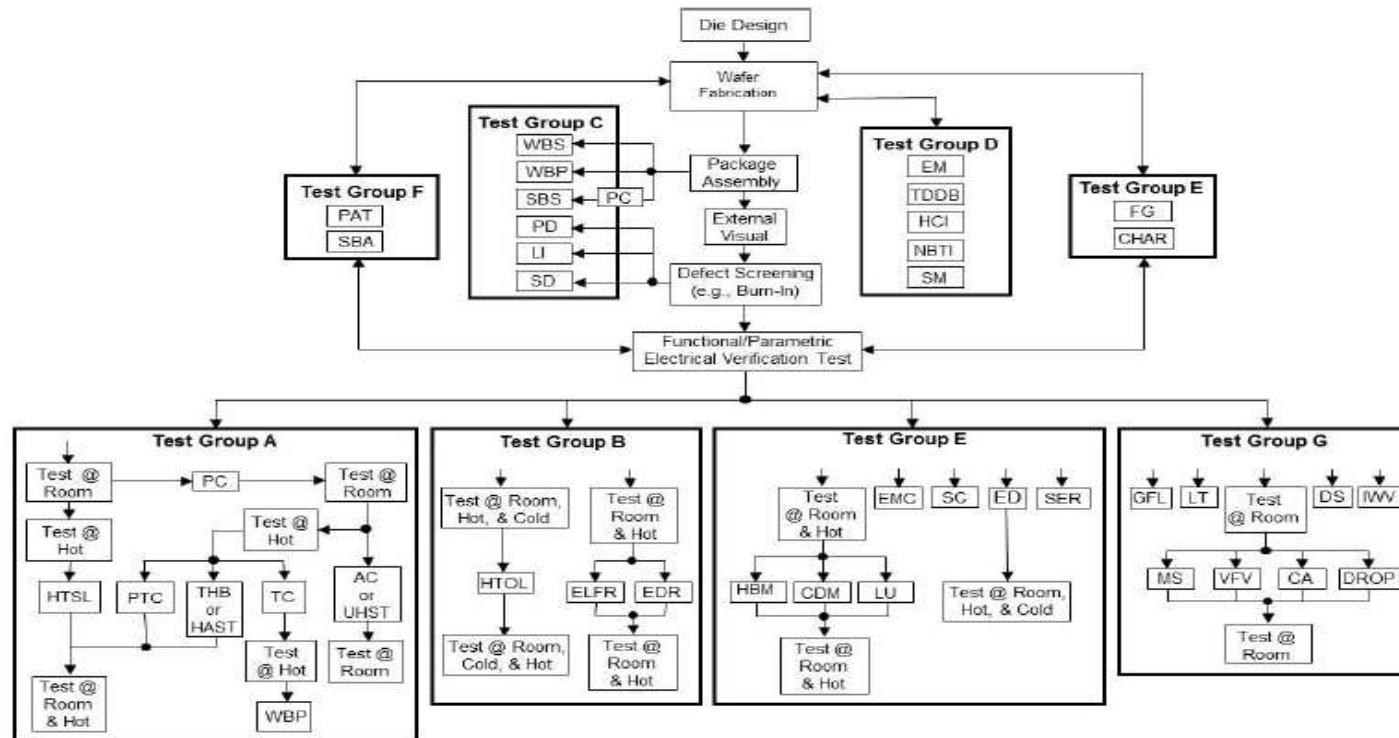 Die Design
Wafer
Fabrication
Test Group C
WBS
WBP
SBS
PC
PD
LI
SD
Package
Assembly
External
Visual
Defect Screening
(e.g., Burn-In)
Test Group D
EM
TDDB
HCI
NBTI
SM
Test Group F
PAT
SBA
Test Group E
FG
CHAR
Functional/Parametric
Electrical Verification Test
Test Group A
Test @
Room
PC
Test @
Room
Test @
Hot
Test @
Hot
HTSL
PTC
THB
or
HAST
TC
AC
or
UHST
Test @
Room
& Hot
Test
@ Hot
Test @
Room
WBP
Test Group B
Test @ Room,
Hot, & Cold
Test @
Room
& Hot
HTOL
ELFR
EDR
Test @ Room,
Cold, & Hot
Test @
Room
& Hot
Test Group E
Test
@ Room
& Hot
EMC
SC
ED
SER
HBM
CDM
LU
Test @ Room,
Hot, & Cold
Test @
Room
& Hot
Test Group G
GFL
LT
Test
@ Room
DS
IWV
MS
VFV
CA
DROP
Test @
Room